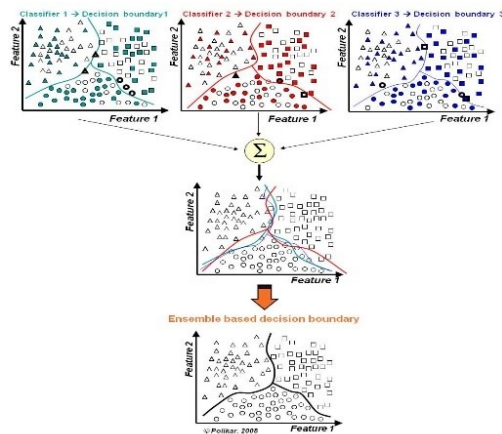 Classifier 1 → Decision boundary 1
Classifier 2 → Decision boundary 2
Classifier 3 → Decision boundary 3
Feature 2
Feature 1
Feature 2
Feature 1
Feature 2
Feature 1
Σ
Feature 2
Feature 1
Ensemble based decision boundary
Feature 2
Feature 1
© Polikar, 2008